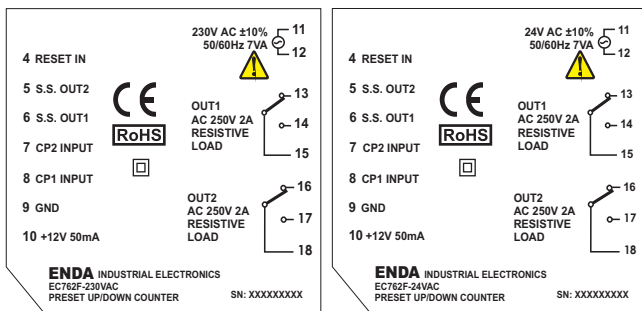 230V AC ±10%
50/60Hz 7VA
11
12
4 RESET IN
5 S.S. OUT2
6 S.S. OUT1
7 CP2 INPUT
8 CP1 INPUT
9 GND
10 +12V 50mA
CE
RoHS
OUT1
AC 250V 2A
RESISTIVE
LOAD
13
14
15
OUT2
AC 250V 2A
RESISTIVE
LOAD
16
17
18
ENDA INDUSTRIAL ELECTRONICS
EC762F-230VAC
PRESET UP/DOWN COUNTER
SN: XXXXXXXXX
24V AC ±10%
50/60Hz 7VA
11
12
4 RESET IN
5 S.S. OUT2
6 S.S. OUT1
7 CP2 INPUT
8 CP1 INPUT
9 GND
10 +12V 50mA
CE
RoHS
OUT1
AC 250V 2A
RESISTIVE
LOAD
13
14
15
OUT2
AC 250V 2A
RESISTIVE
LOAD
16
17
18
ENDA INDUSTRIAL ELECTRONICS
EC762F-24VAC
PRESET UP/DOWN COUNTER
SN: XXXXXXXXX